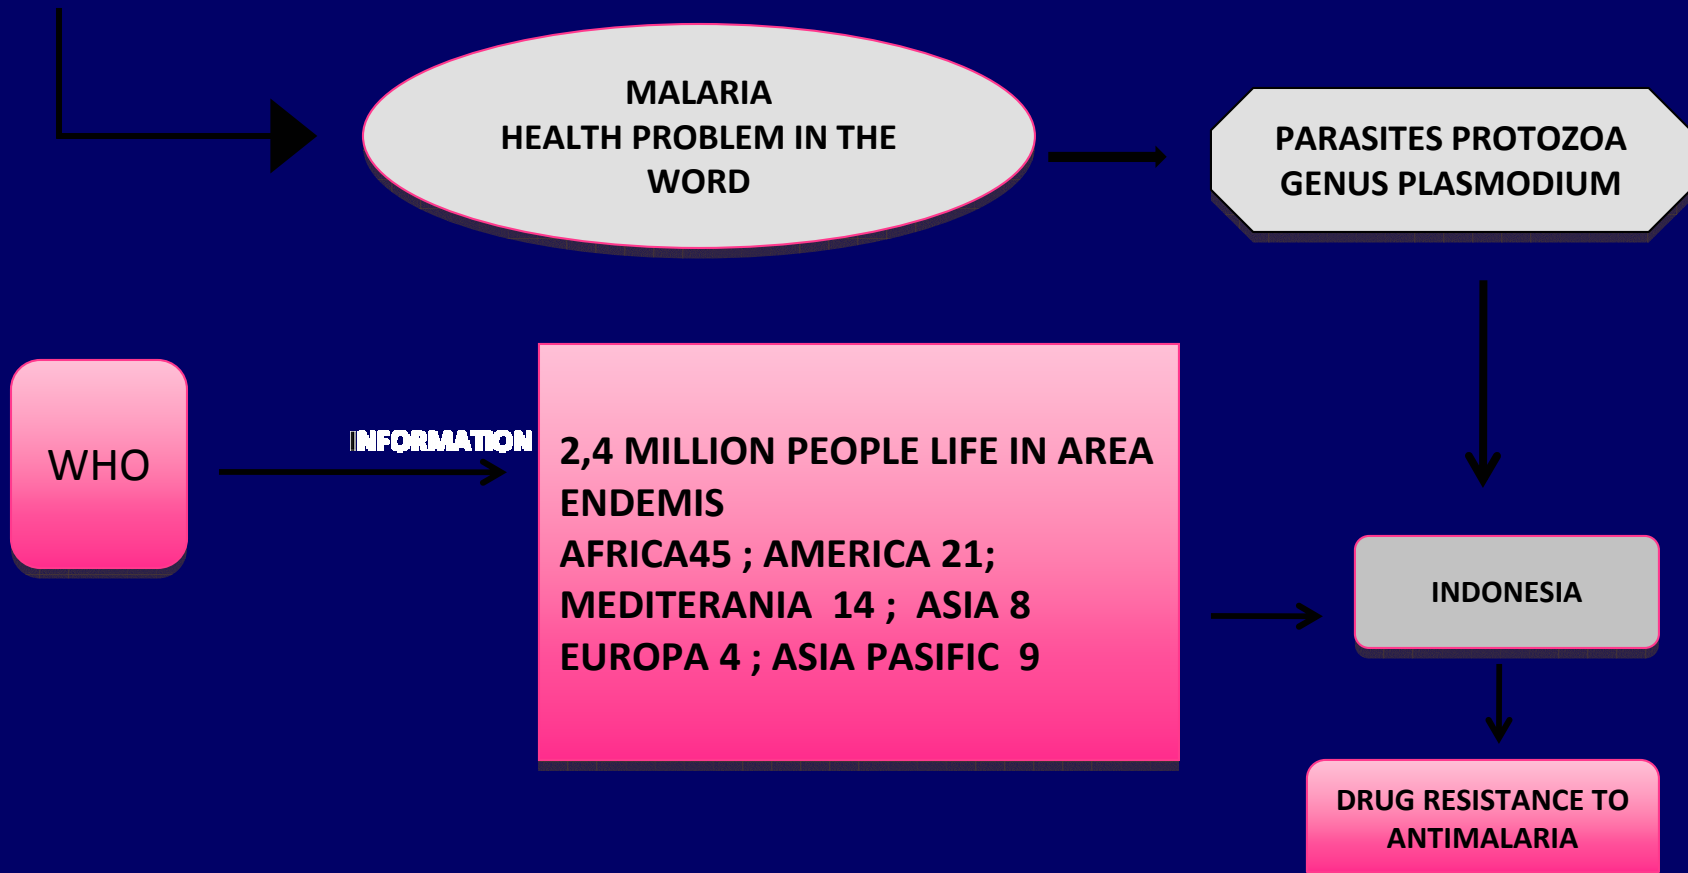 MALARIA
HEALTH PROBLEM IN THE
WORD
PARASITES PROTOZOA
GENUS PLASMODIUM
WHO
INFORMATION
2,4 MILLION PEOPLE LIFE IN AREA
ENDEMIS
AFRICA45 ; AMERICA 21;
MEDITERANIA  14 ;  ASIA 8
EUROPA 4 ; ASIA PASIFIC  9
INDONESIA
DRUG RESISTANCE TO
ANTIMALARIA